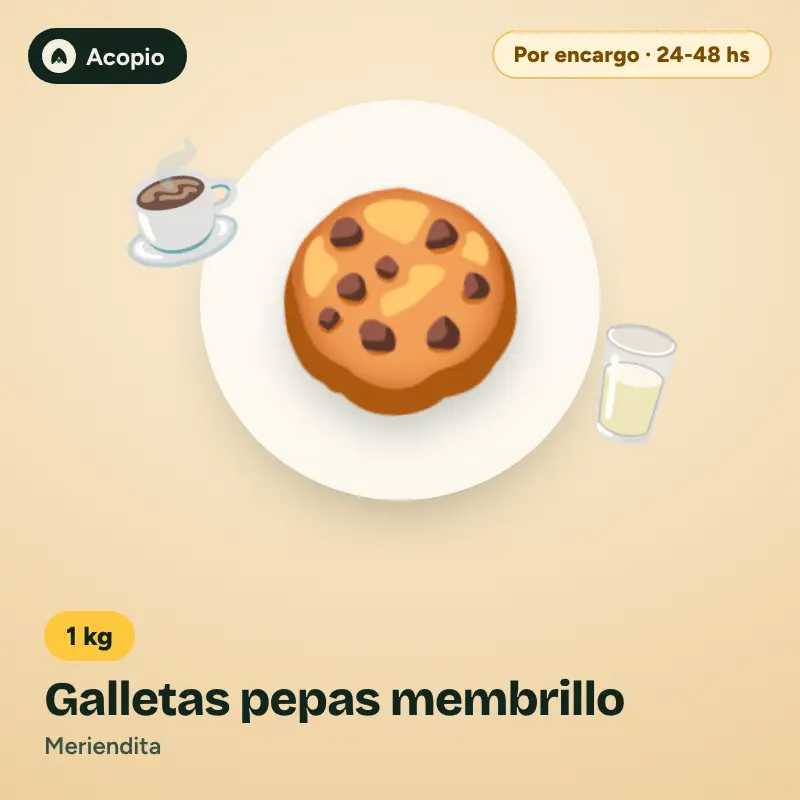 Acopio
Por encargo · 24-48 hs
1 kg
Galletas pepas membrillo
Meriendita